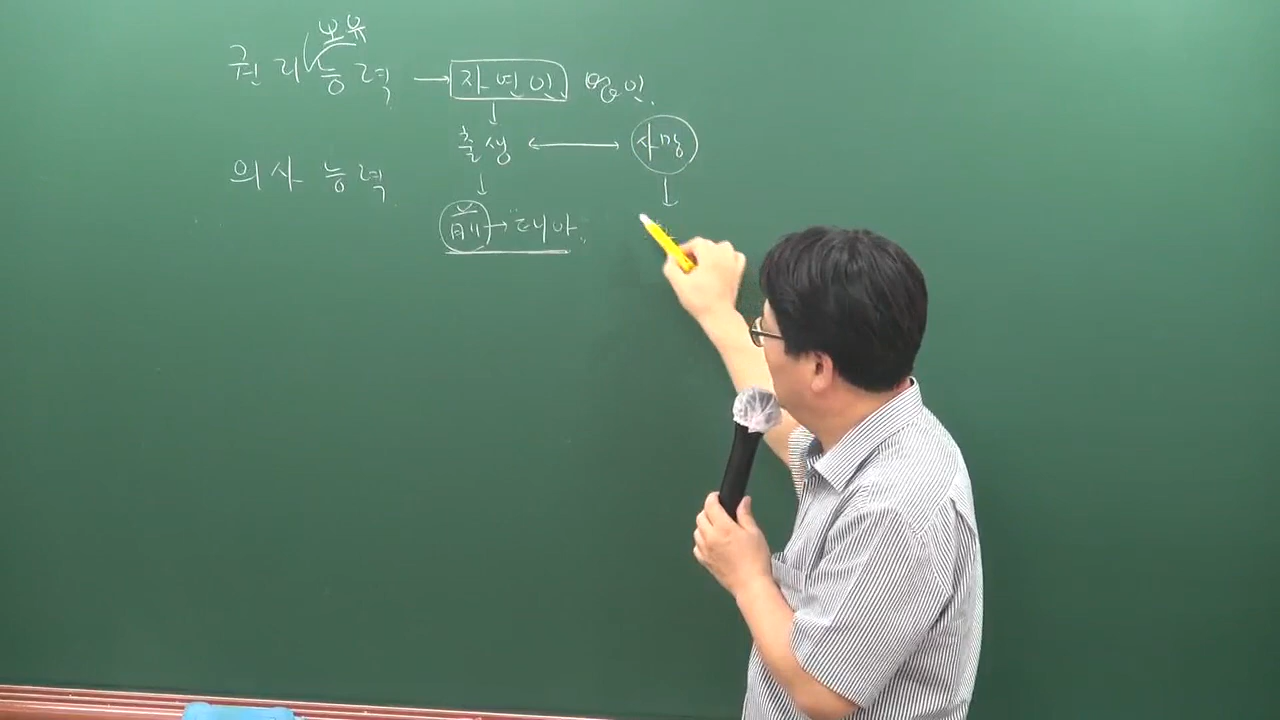 보유
권리능력 → 자연인 법인.
↓
출생 ↔ 사망
의사능력
↓ ↓
前 → "태아"